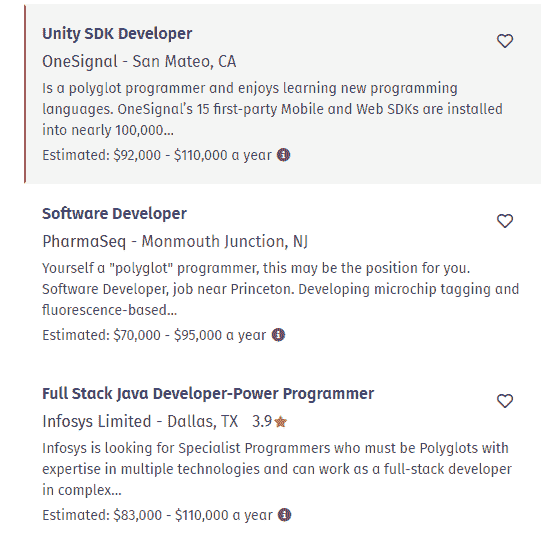 Unity SDK Developer
OneSignal - San Mateo, CA
Is a polyglot programmer and enjoys learning new programming
languages. OneSignal's 15 first-party Mobile and Web SDKs are installed
into nearly 100,000...
Estimated: $92,000 - $110,000 a year
Software Developer
PharmaSeq - Monmouth Junction, NJ
Yourself a "polyglot" programmer, this may be the position for you.
Software Developer, job near Princeton. Developing microchip tagging and
fluorescence-based...
Estimated: $70,000 - $95,000 a year
Full Stack Java Developer-Power Programmer
Infosys Limited - Dallas, TX 3.9
Infosys is looking for Specialist Programmers who must be Polyglots with
expertise in multiple technologies and can work as a full-stack developer
in complex...
Estimated: $83,000 - $110,000 a year